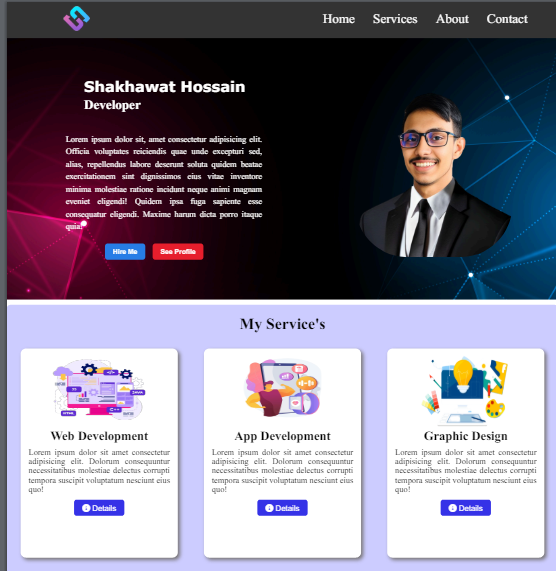 Home Services About Contact
Shakhawat Hossain
Developer
Lorem ipsum dolor sit, amet consectetur adipisicing elit.
Officia voluptates reiciendis quae unde excepturi sed,
alias, repellendus labore deserunt soluta quidem beatae
exercitationem sint dignissimos eius vitae inventore
minima molestiae ratione incidunt neque animi magnam
eveniet eligendi! Quidem ipsa fuga sapiente esse
consequatur eligendi. Maxime harum dicta porro itaque
quia!
Hire Me See Profile
My Service's
Web Development
Lorem ipsum dolor sit amet consectetur
adipisicing elit. Dolorum consequuntur
necessitatibus molestiae delectus corrupti
tempora suscipit voluptatum nesciunt eius
quo!
Details
App Development
Lorem ipsum dolor sit amet consectetur
adipisicing elit. Dolorum consequuntur
necessitatibus molestiae delectus corrupti
tempora suscipit voluptatum nesciunt eius
quo!
Details
Graphic Design
Lorem ipsum dolor sit amet consectetur
adipisicing elit. Dolorum consequuntur
necessitatibus molestiae delectus corrupti
tempora suscipit voluptatum nesciunt eius
quo!
Details